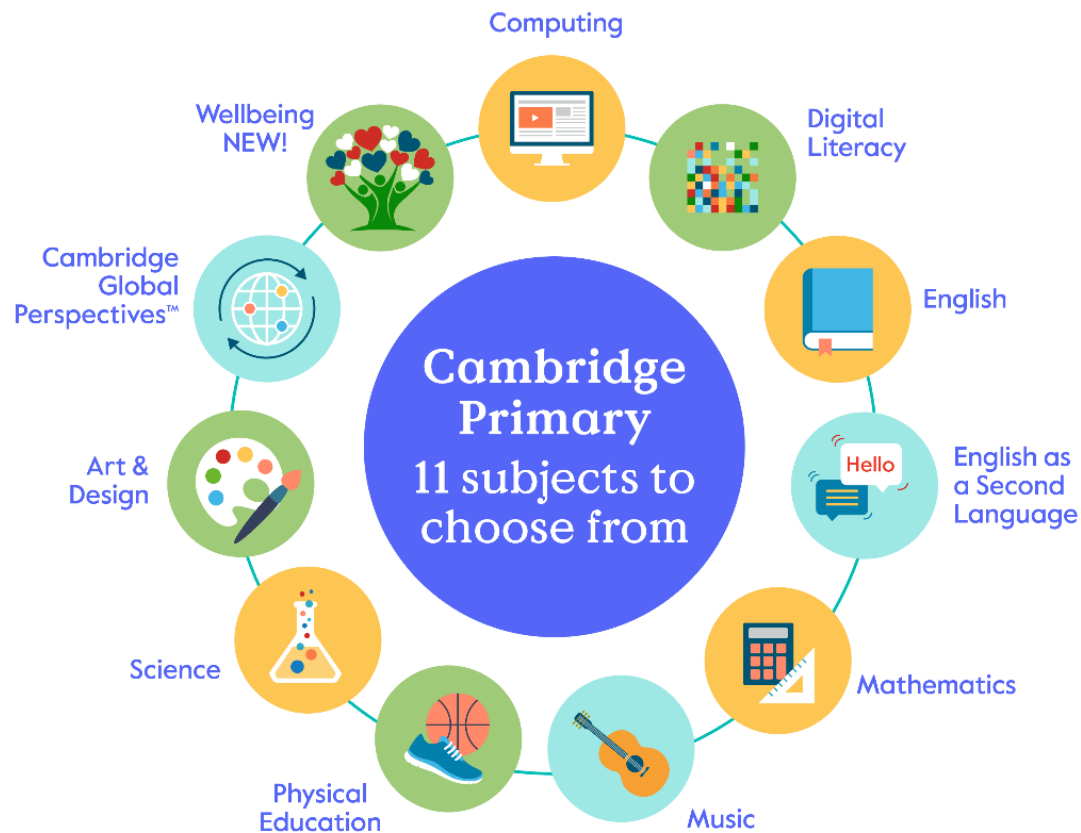 Cambridge
Primary
11 subjects to
choose from
Computing
Digital
Literacy
English
Hello
English as
a Second
Language
Mathematics
Music
Physical
Education
Science
Art &
Design
Cambridge
Global
Perspectives™
Wellbeing
NEW!